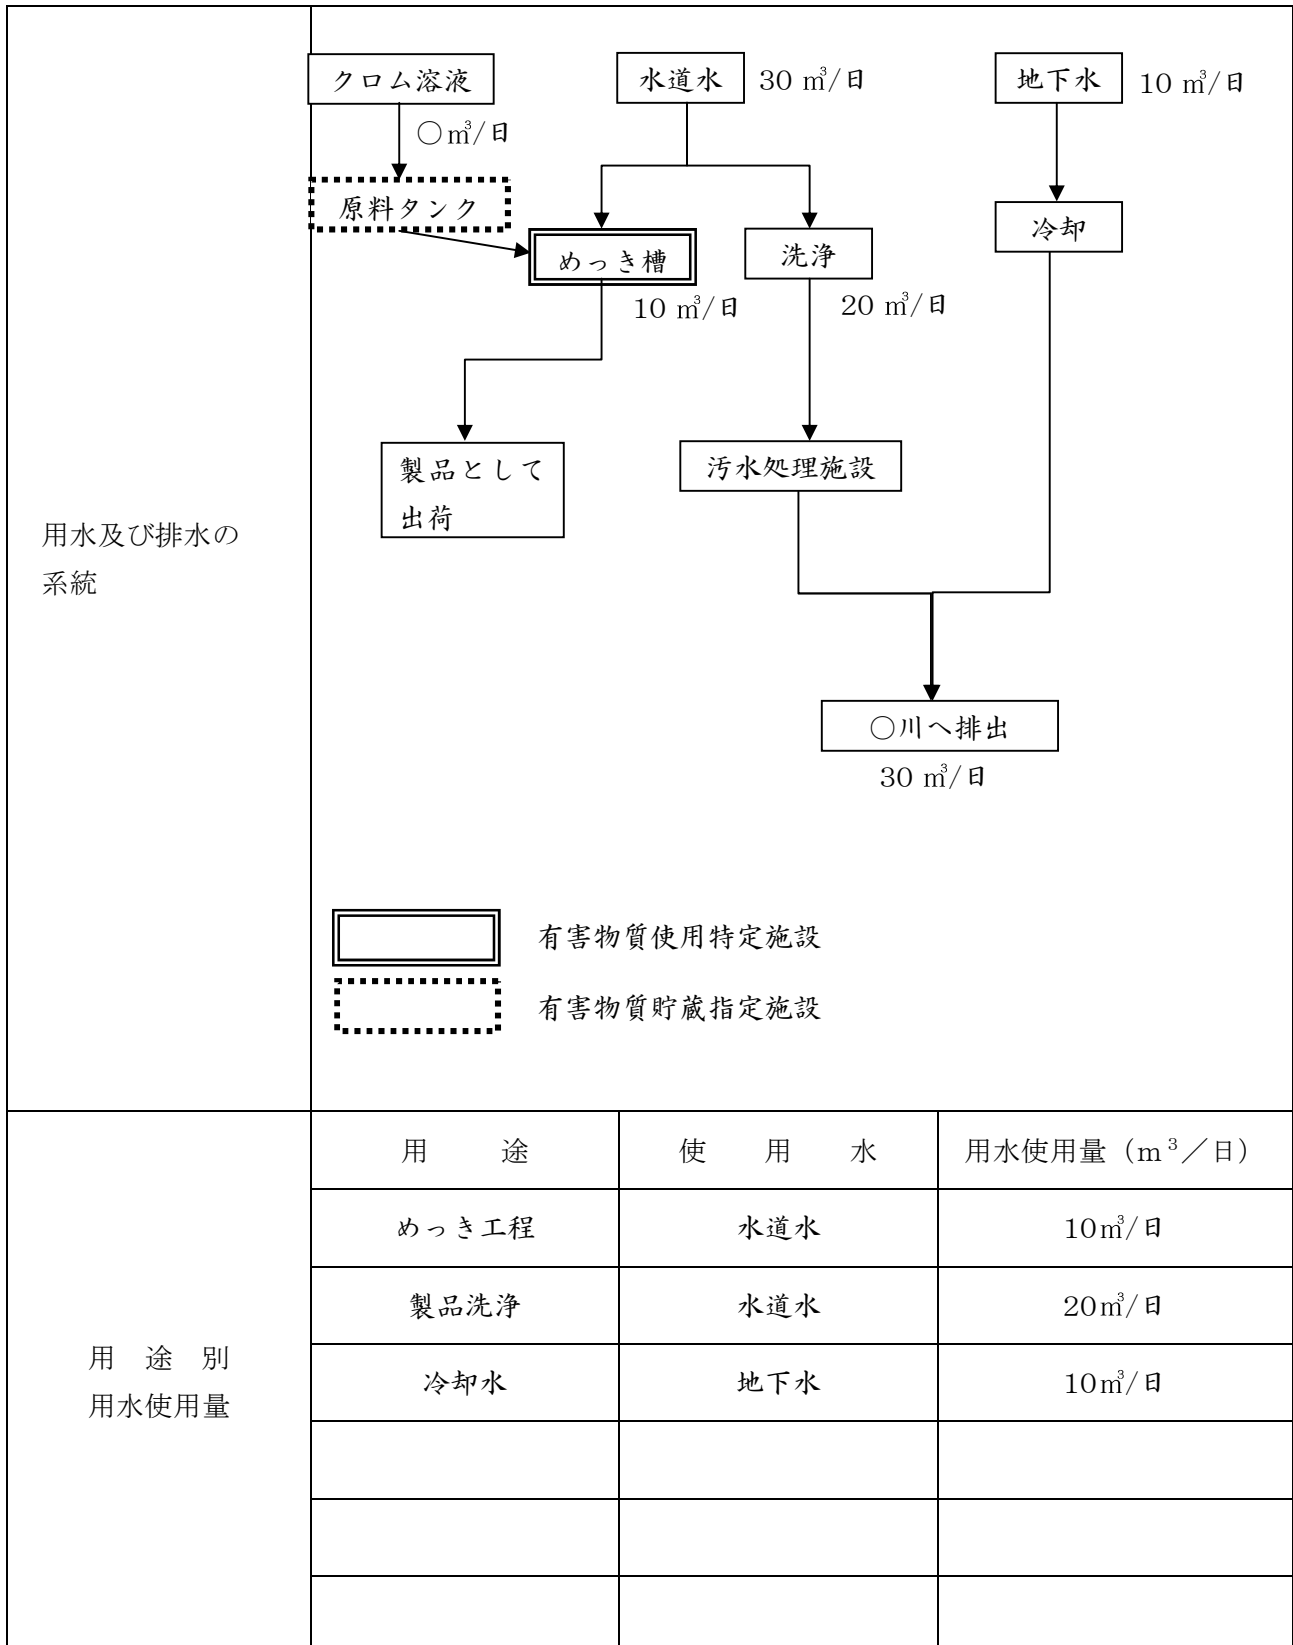 クロム溶液
水道水 30 ㎥/日
地下水 10 ㎥/日
○㎥/日
原料タンク
めっき槽
洗浄
冷却
10 ㎥/日
20 ㎥/日
製品として
出荷
汚水処理施設
用水及び排水の
系統
○川へ排出
30 ㎥/日
有害物質使用特定施設
有害物質貯蔵指定施設
用 途 使 用 水 用水使用量（m³／日）
めっき工程 水道水 10㎥/日
製品洗浄 水道水 20㎥/日
用 途 別
用水使用量
冷却水 地下水 10㎥/日